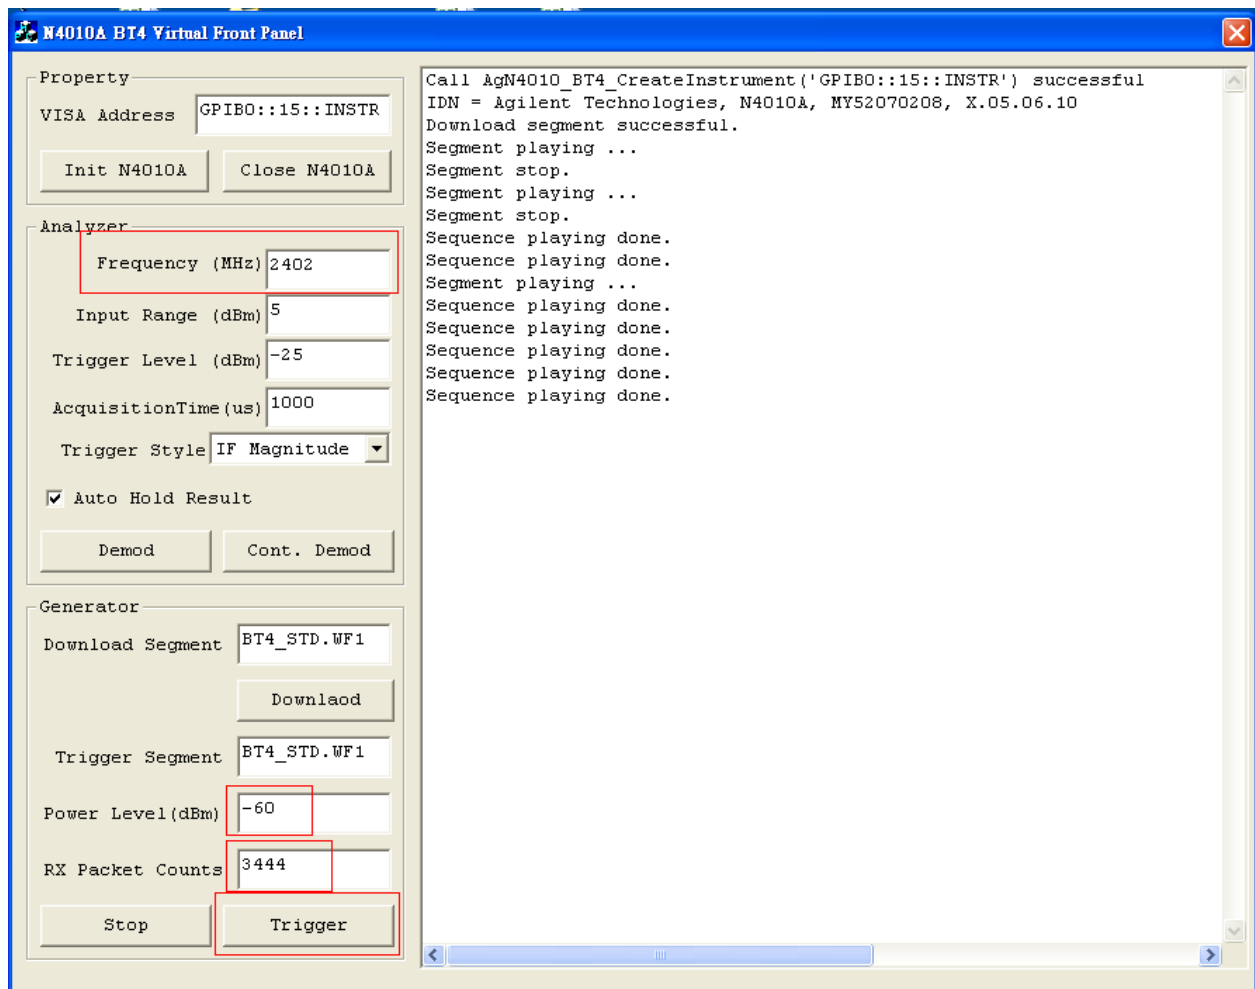 N4010A BT4 Virtual Front Panel
Property
VISA Address GPIB0::15::INSTR
Init N4010A Close N4010A
Analyzer
Frequency (MHz) 2402
Input Range (dBm) 5
Trigger Level (dBm) -25
AcquisitionTime(us) 1000
Trigger Style IF Magnitude
Auto Hold Result
Demod Cont. Demod
Generator
Download Segment BT4_STD.WF1
Downlaod
Trigger Segment BT4_STD.WF1
Power Level(dBm) -60
RX Packet Counts 3444
Stop Trigger
Call AgN4010_BT4_CreateInstrument('GPIB0::15::INSTR') successful
IDN = Agilent Technologies, N4010A, MY52070208, X.05.06.10
Download segment successful.
Segment playing ...
Segment stop.
Segment playing ...
Segment stop.
Sequence playing done.
Sequence playing done.
Segment playing ...
Sequence playing done.
Sequence playing done.
Sequence playing done.
Sequence playing done.
Sequence playing done.